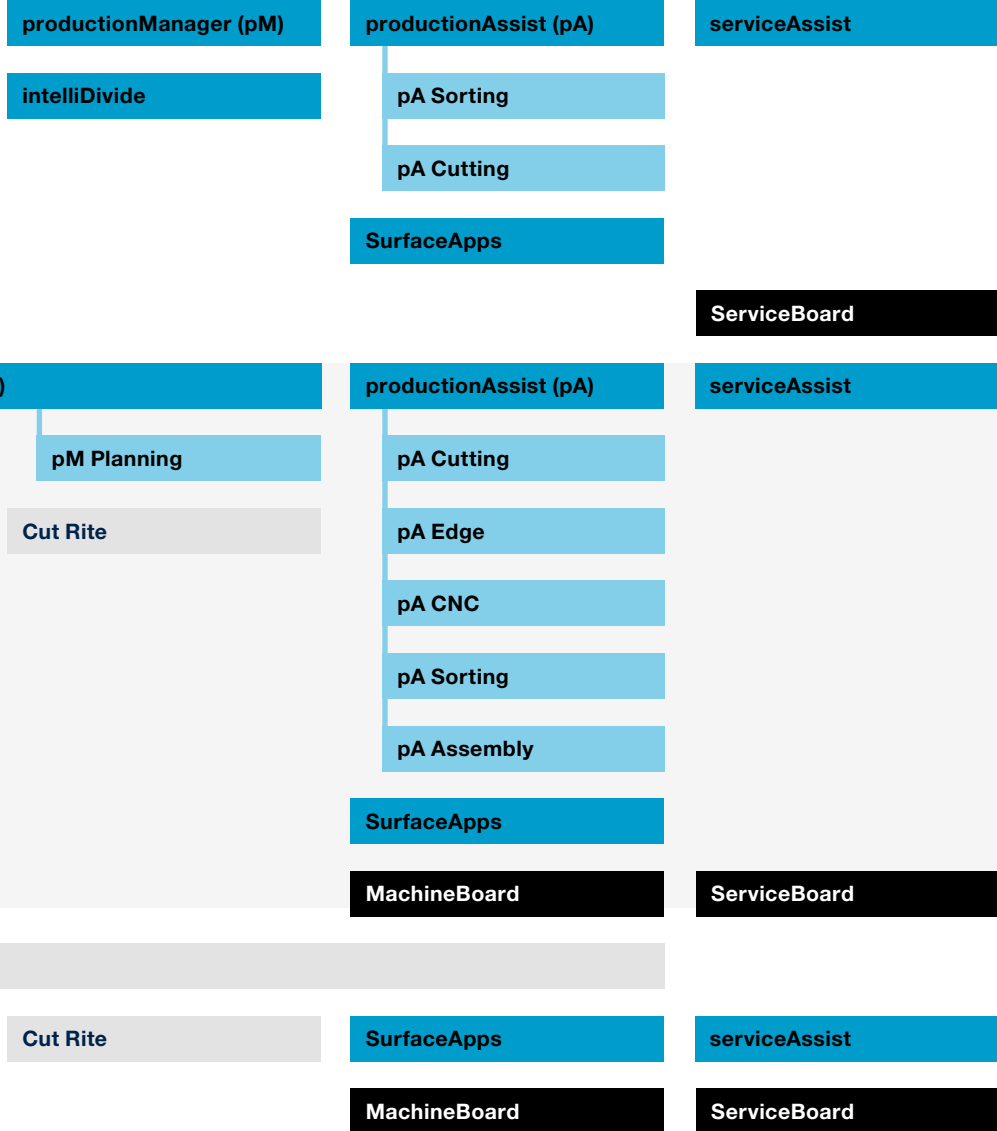 productionManager (pM)
productionAssist (pA)
serviceAssist
intelliDivide
pA Sorting
pA Cutting
SurfaceApps
ServiceBoard
)
productionAssist (pA)
serviceAssist
pM Planning
pA Cutting
Cut Rite
pA Edge
pA CNC
pA Sorting
pA Assembly
SurfaceApps
MachineBoard
ServiceBoard
Cut Rite
SurfaceApps
serviceAssist
MachineBoard
ServiceBoard